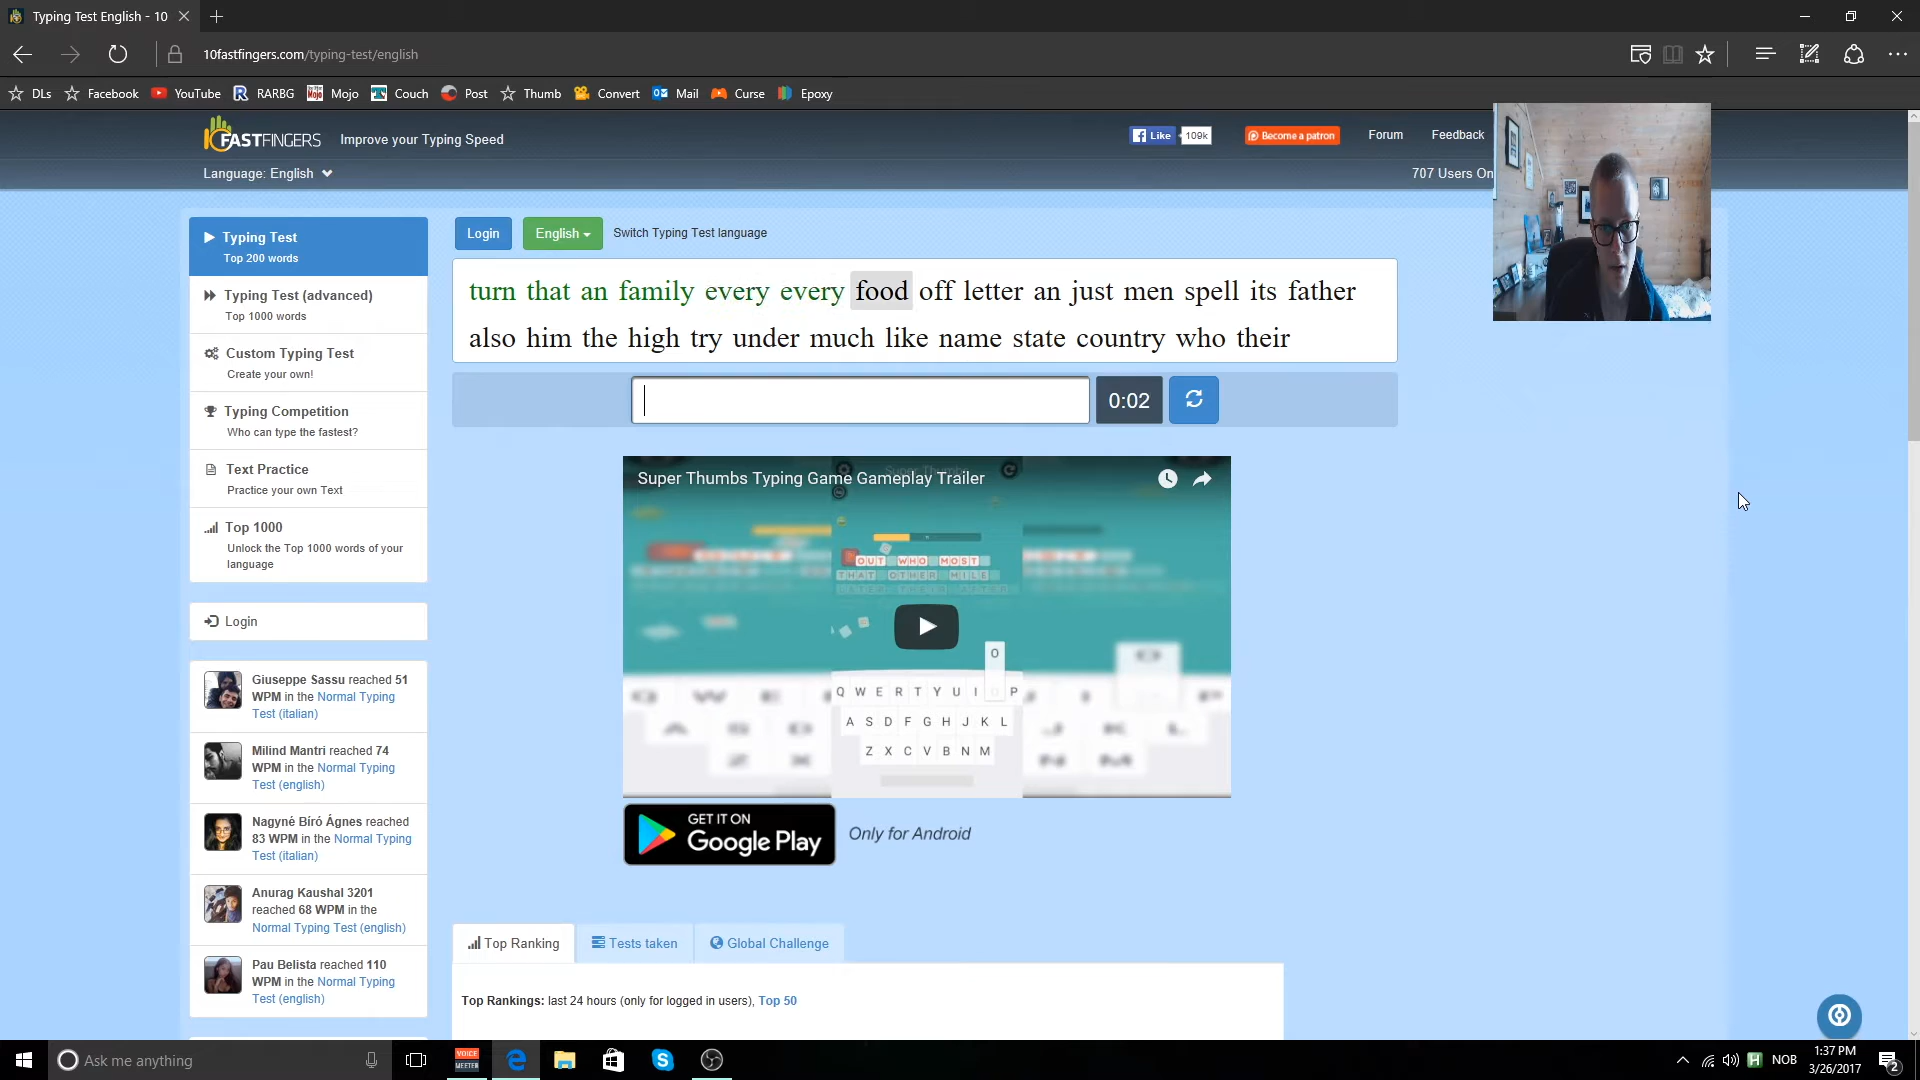 Typing Test English - 10
10fastfingers.com/typing-test/english
DLs Facebook YouTube RARBG Mojo Couch Post Thumb Convert Mail Curse Epoxy
10FASTFINGERS Improve your Typing Speed
Like 109k Become a patron Forum Feedback
Language: English
707 Users On
Typing Test
Top 200 words
Typing Test (advanced)
Top 1000 words
Custom Typing Test
Create your own!
Typing Competition
Who can type the fastest?
Text Practice
Practice your own Text
Top 1000
Unlock the Top 1000 words of your
language
Login
Giuseppe Sassu reached 51
WPM in the Normal Typing
Test (italian)
Milind Mantri reached 74
WPM in the Normal Typing
Test (english)
Nagyné Bíró Ágnes reached
83 WPM in the Normal Typing
Test (italian)
Anurag Kaushal 3201
reached 68 WPM in the
Normal Typing Test (english)
Pau Belista reached 110
WPM in the Normal Typing
Test (english)
Login English Switch Typing Test language
turn that an family every every food off letter an just men spell its father
also him the high try under much like name state country who their
0:02
Super Thumbs Typing Game Gameplay Trailer
OUT WHO MOST
THAT OTHER MILE
O
Q W E R T Y U I P
A S D F G H J K L
Z X C V B N M
GET IT ON
Google Play
Only for Android
Top Ranking Tests taken Global Challenge
Top Rankings: last 24 hours (only for logged in users), Top 50
Ask me anything
VOICE
MEETER
NOB
1:37 PM
3/26/2017
2